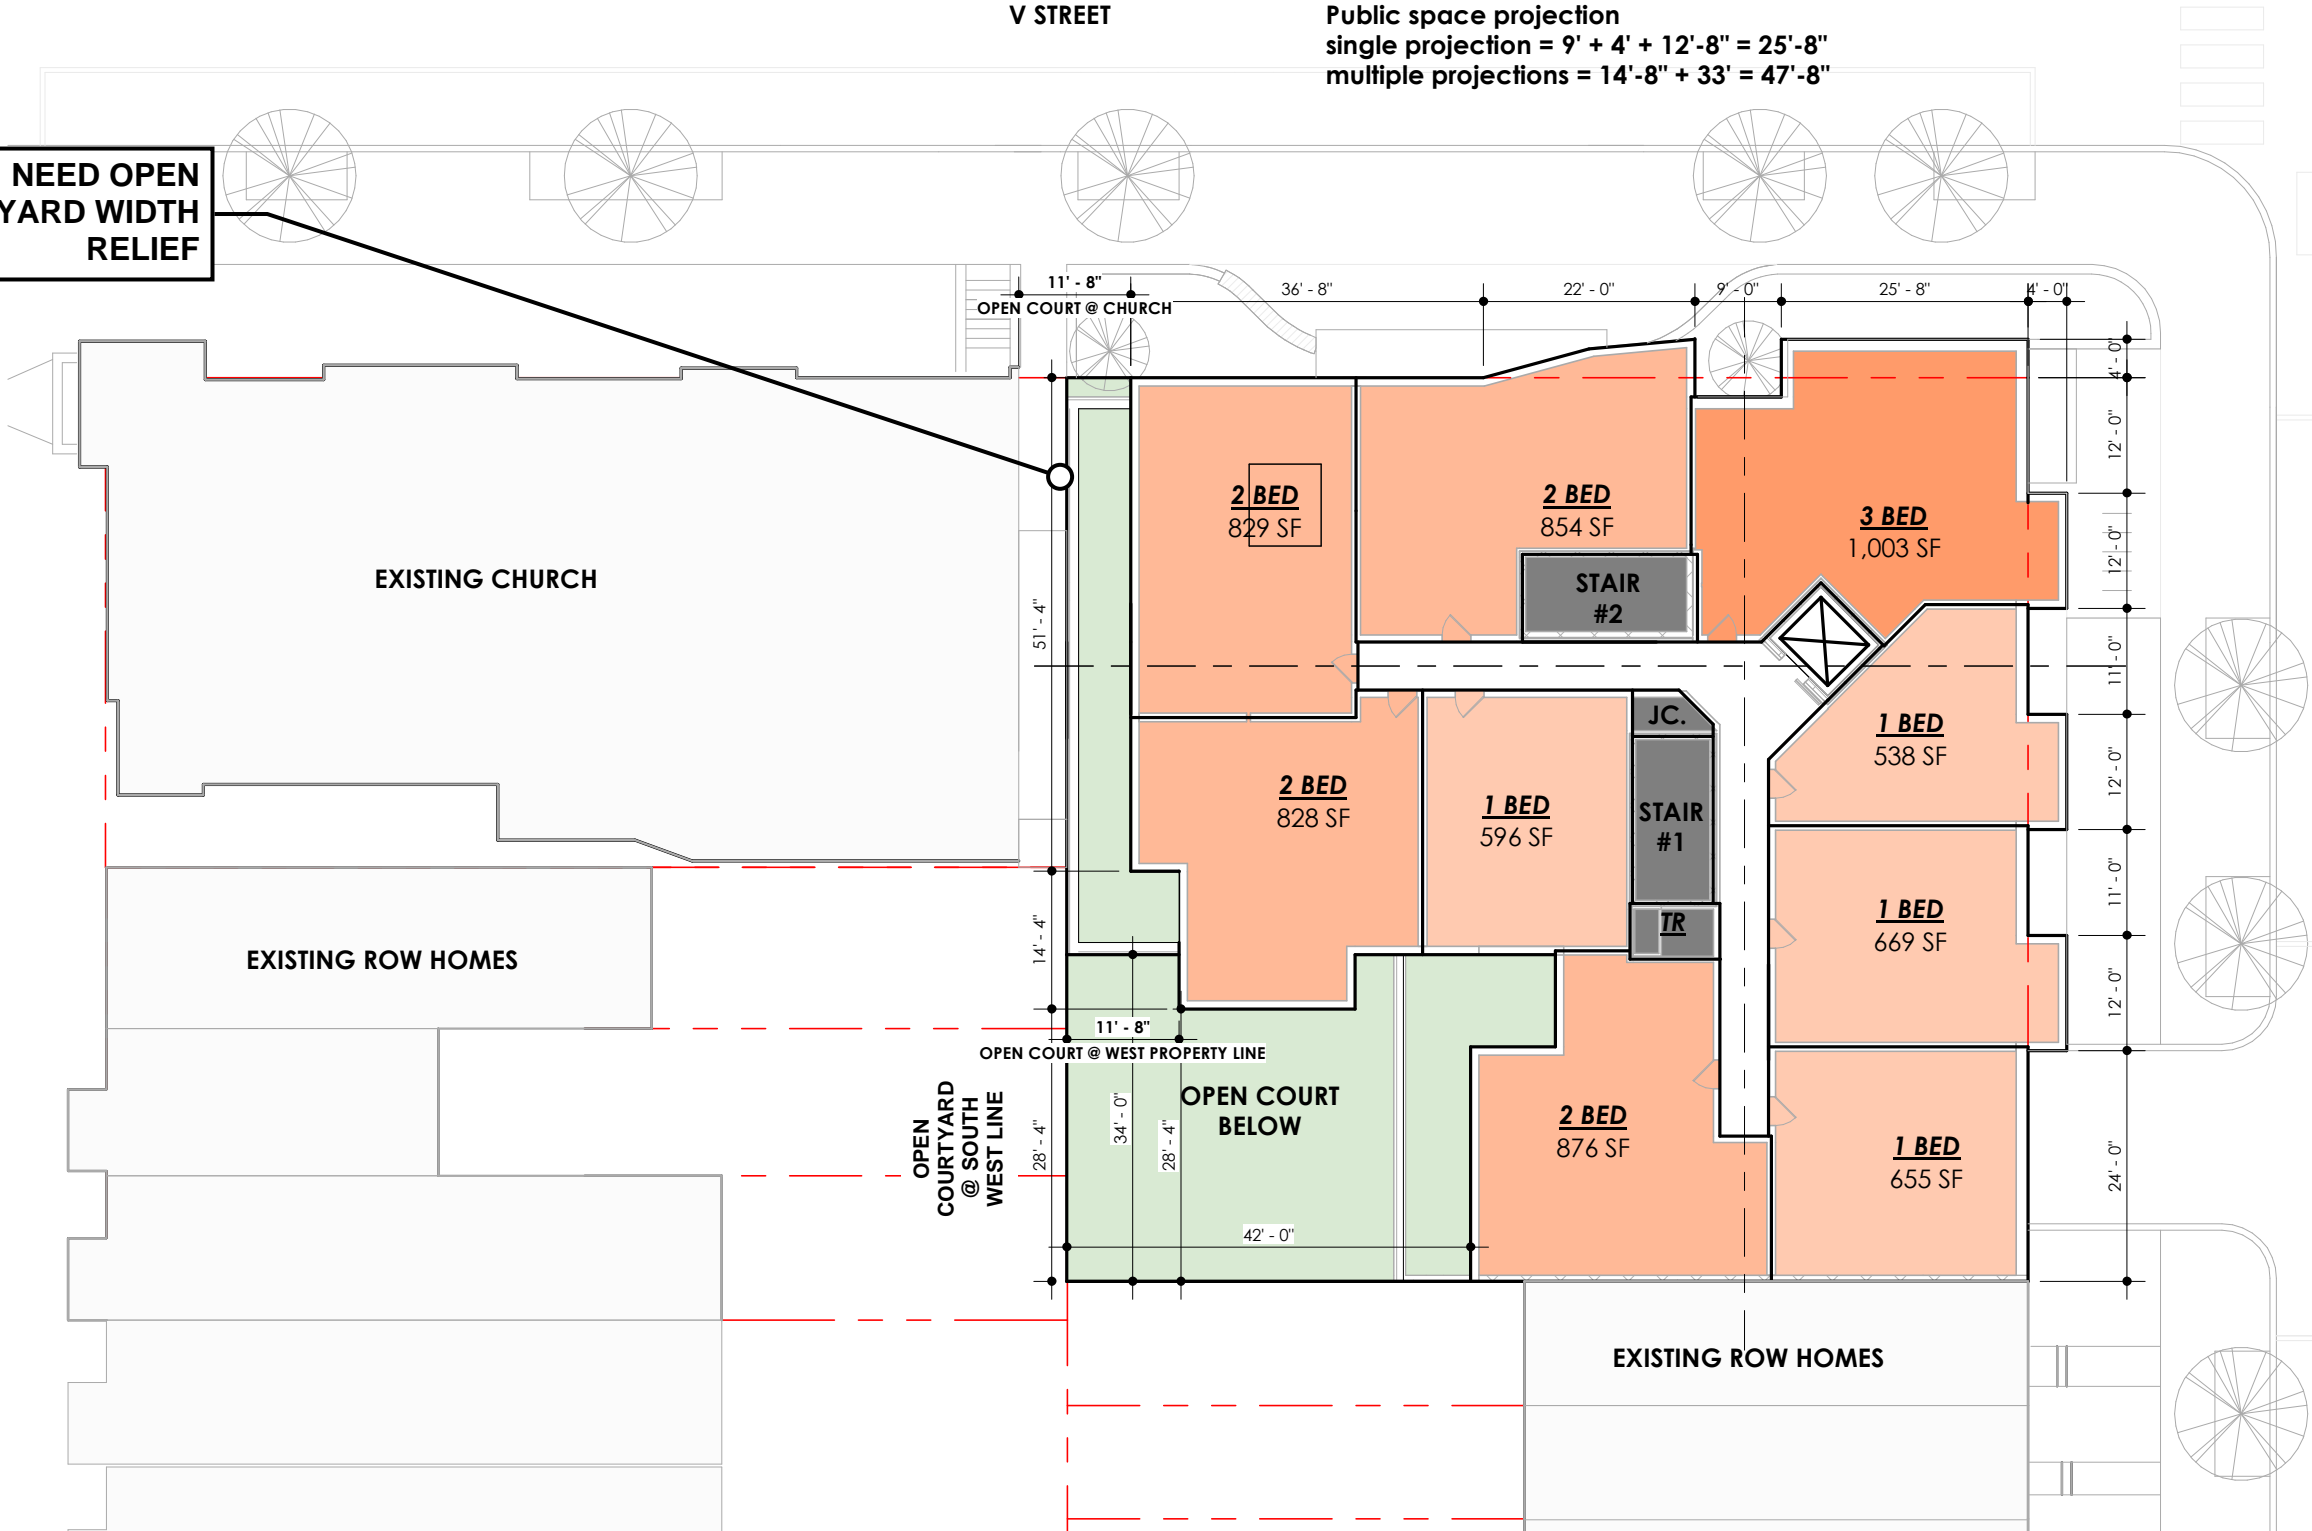 V STREET
Public space projection
single projection = 9' + 4' + 12'-8" = 25'-8"
multiple projections = 14'-8" + 33' = 47'-8"
NEED OPEN
YARD WIDTH
RELIEF
11' - 8"
OPEN COURT @ CHURCH
36' - 8"
22' - 0"
9' - 0"
25' - 8"
4' - 0"
4' - 0"
12' - 0"
12' - 0"
11' - 0"
12' - 0"
11' - 0"
12' - 0"
24' - 0"
EXISTING CHURCH
51' - 4"
2 BED
829 SF
2 BED
854 SF
3 BED
1,003 SF
STAIR
#2
JC.
1 BED
538 SF
2 BED
828 SF
1 BED
596 SF
STAIR
#1
TR
1 BED
669 SF
EXISTING ROW HOMES
14' - 4"
11' - 8"
OPEN COURT @ WEST PROPERTY LINE
OPEN
COURTYARD
@ SOUTH
WEST LINE
28' - 4"
34' - 0"
28' - 4"
OPEN COURT
BELOW
2 BED
876 SF
1 BED
655 SF
42' - 0"
EXISTING ROW HOMES